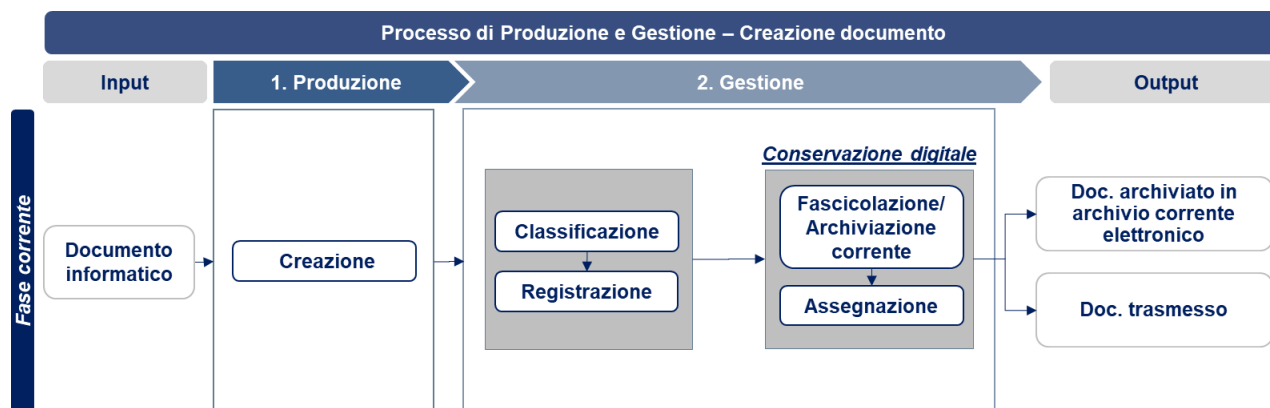 Processo di Produzione e Gestione – Creazione documento
Input
1. Produzione
2. Gestione
Output
Fase corrente
Documento
informatico
Creazione
Classificazione
Registrazione
Conservazione digitale
Fascicolazione/
Archiviazione
corrente
Assegnazione
Doc. archiviato in
archivio corrente
elettronico
Doc. trasmesso